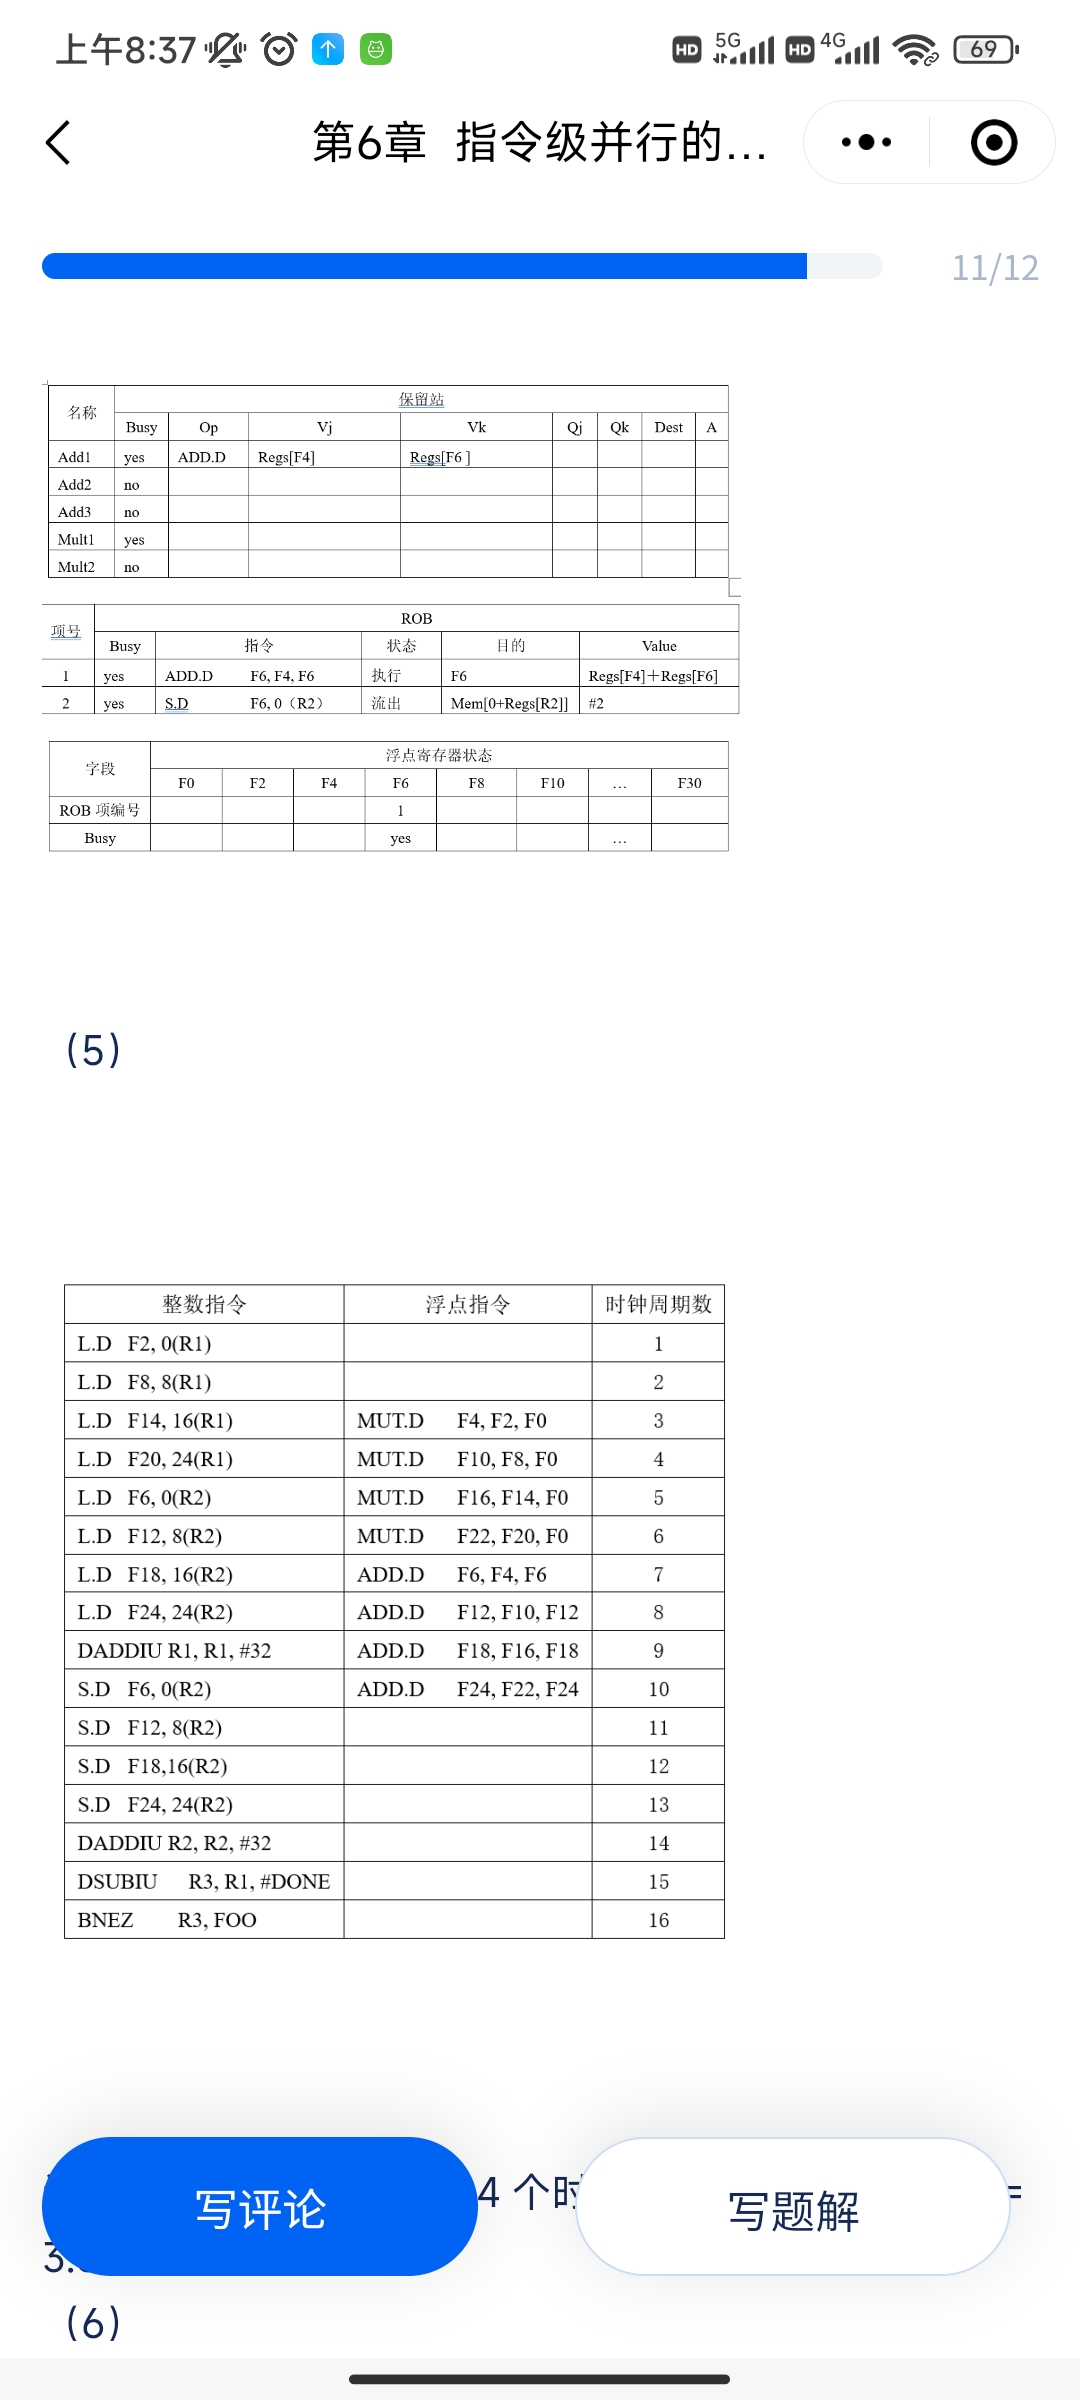 上午8:37
HD 5G HD 4G 69
第6章 指令级并行的...
11/12
名称 保留站
Busy Op Vj Vk Qj Qk Dest A
Add1 yes ADD.D Regs[F4] Regs[F6 ]
Add2 no
Add3 no
Mult1 yes
Mult2 no
项号 ROB
Busy 指令 状态 目的 Value
1 yes ADD.D F6, F4, F6 执行 F6 Regs[F4]+Regs[F6]
2 yes S.D F6, 0（R2） 流出 Mem[0+Regs[R2]] #2
字段 浮点寄存器状态
F0 F2 F4 F6 F8 F10 … F30
ROB 项编号 1
Busy yes …
(5)
整数指令 浮点指令 时钟周期数
L.D F2, 0(R1) 1
L.D F8, 8(R1) 2
L.D F14, 16(R1) MUT.D F4, F2, F0 3
L.D F20, 24(R1) MUT.D F10, F8, F0 4
L.D F6, 0(R2) MUT.D F16, F14, F0 5
L.D F12, 8(R2) MUT.D F22, F20, F0 6
L.D F18, 16(R2) ADD.D F6, F4, F6 7
L.D F24, 24(R2) ADD.D F12, F10, F12 8
DADDIU R1, R1, #32 ADD.D F18, F16, F18 9
S.D F6, 0(R2) ADD.D F24, F22, F24 10
S.D F12, 8(R2) 11
S.D F18,16(R2) 12
S.D F24, 24(R2) 13
DADDIU R2, R2, #32 14
DSUBIU R3, R1, #DONE 15
BNEZ R3, FOO 16
4 个时 =
写评论 写题解
3.
(6)